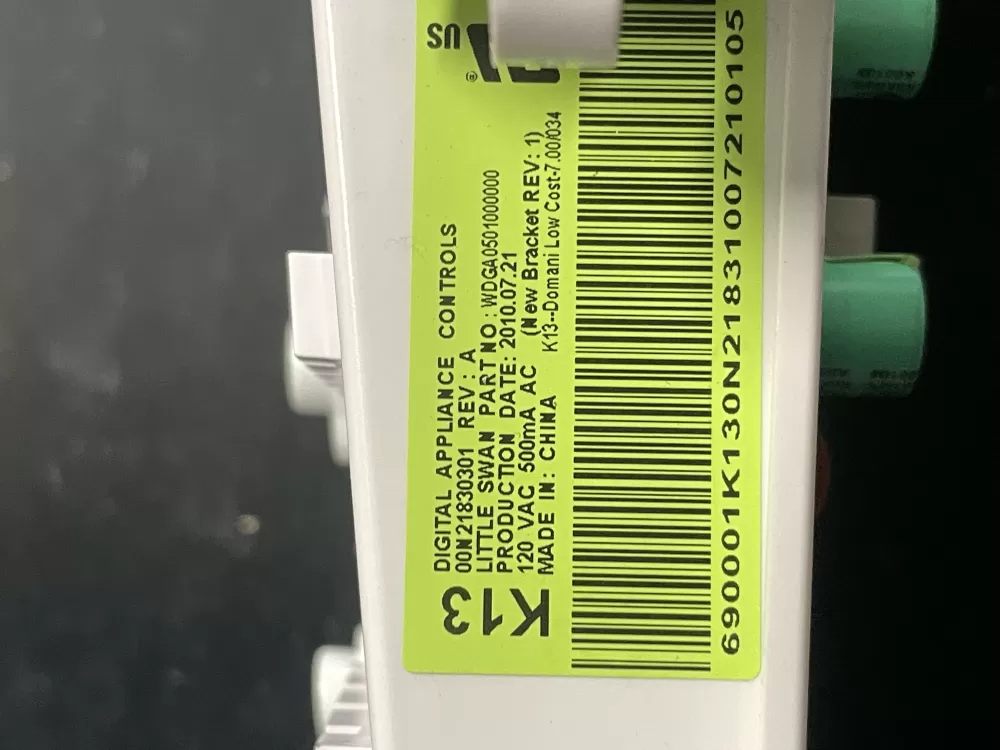 K13
DIGITAL APPLIANCE CONTROLS
00N21830301 REV: A
LITTLE SWAN PART NO: WDGA0501000000
PRODUCTION DATE: 2010.07.21
120 VAC 500mA AC (New Bracket REV: 1)
MADE IN: CHINA K13--Domani Low Cost-7.00/034
US
®
690001K130N21831007210105